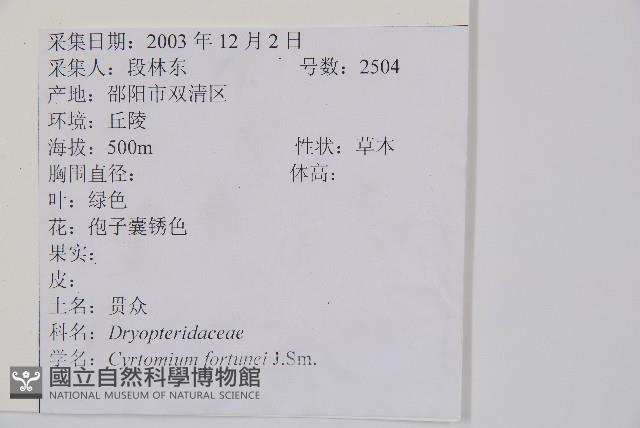 采集日期：2003 年 12 月 2 日
采集人：段林东 号数：2504
产地：邵阳市双清区
环境：丘陵
海拔：500m 性状：草本
胸围直径： 体高：
叶：绿色
花：孢子囊锈色
果实：
皮：
土名：贯众
科名：Dryopteridaceae
学名：Cyrtomium fortunei J.Sm.
國立自然科學博物館
NATIONAL MUSEUM OF NATURAL SCIENCE